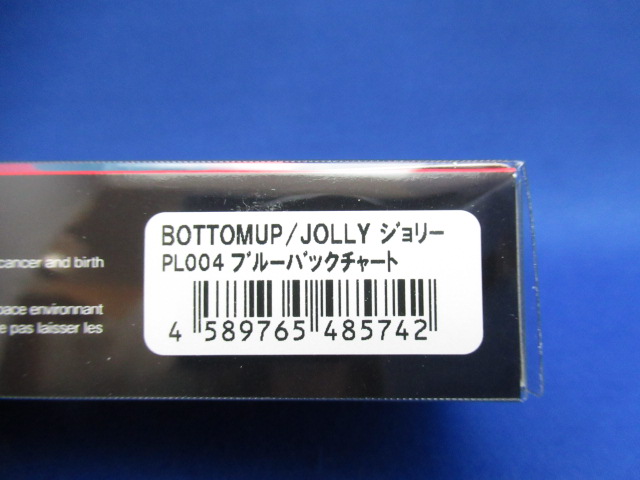 cancer and birth
pace environnant
e pas laisser les
BOTTOMUP/JOLLY ジョリー
PL004 ブルーバックチャート
4 589765 485742